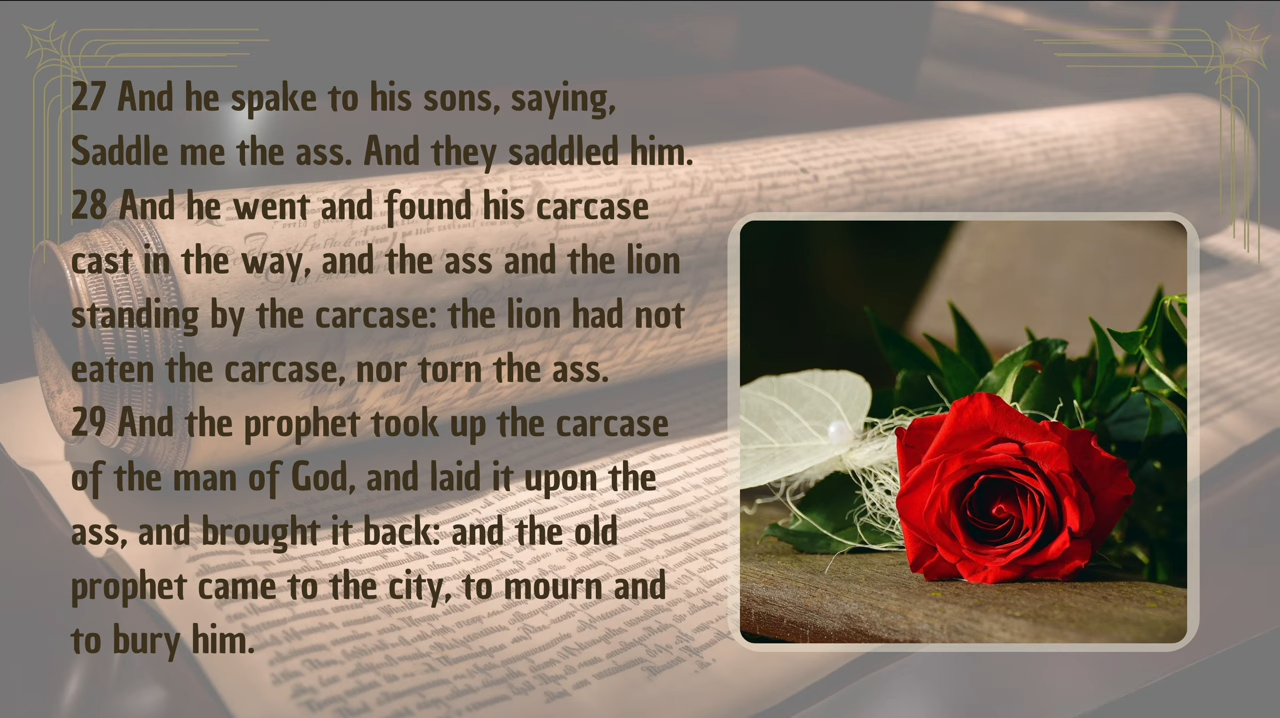 27 And he spake to his sons, saying,
Saddle me the ass. And they saddled him.
28 And he went and found his carcase
cast in the way, and the ass and the lion
standing by the carcase: the lion had not
eaten the carcase, nor torn the ass.
29 And the prophet took up the carcase
of the man of God, and laid it upon the
ass, and brought it back: and the old
prophet came to the city, to mourn and
to bury him.